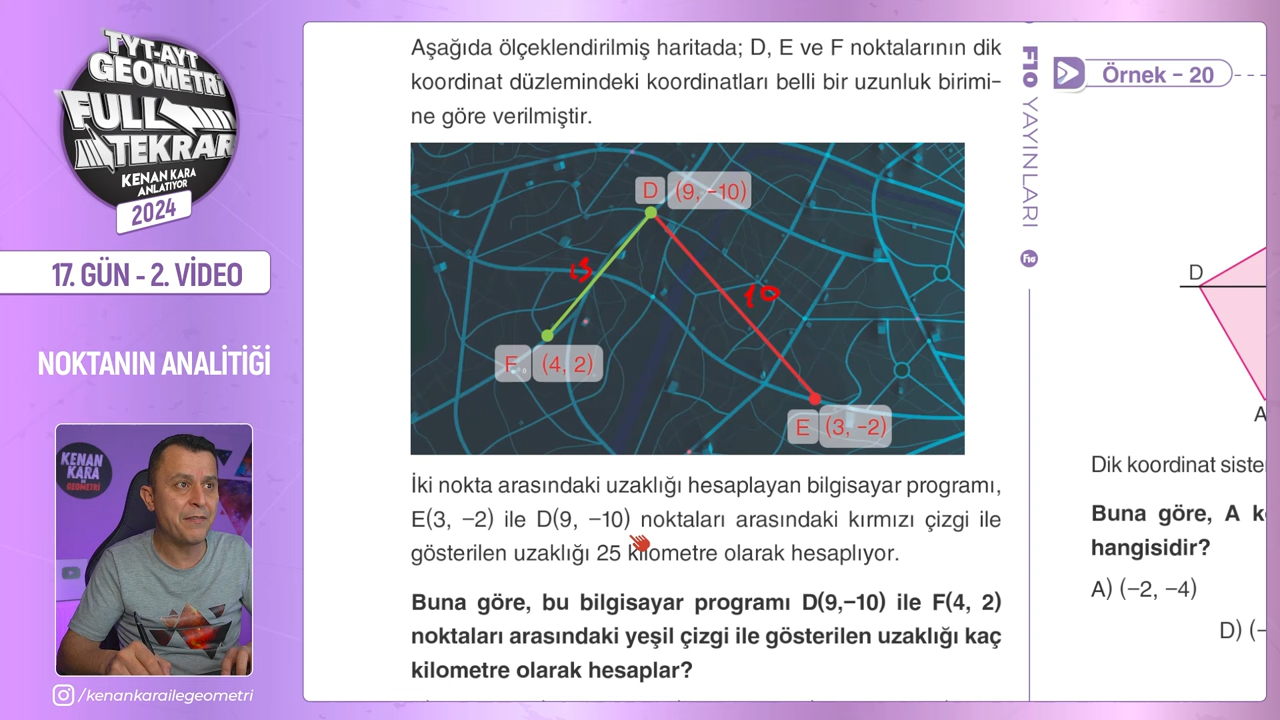 TYT-AYT
GEOMETRİ
FULL
TEKRAR
KENAN KARA
ANLATIYOR
2024
17. GÜN - 2. VİDEO
NOKTANIN ANALİTİĞİ
KENAN
KARA
GEOMETRİ
/kenankarailegeometri
Aşağıda ölçeklendirilmiş haritada; D, E ve F noktalarının dik
koordinat düzlemindeki koordinatları belli bir uzunluk birimi–
ne göre verilmiştir.
D (9, –10)
13
10
F (4, 2)
E (3, –2)
İki nokta arasındaki uzaklığı hesaplayan bilgisayar programı,
E(3, –2) ile D(9, –10) noktaları arasındaki kırmızı çizgi ile
gösterilen uzaklığı 25 kilometre olarak hesaplıyor.
Buna göre, bu bilgisayar programı D(9,–10) ile F(4, 2)
noktaları arasındaki yeşil çizgi ile gösterilen uzaklığı kaç
kilometre olarak hesaplar?
F10 YAYINLARI
F10
Örnek – 20
D
A
Dik koordinat siste
Buna göre, A k
hangisidir?
A) (–2, –4)
D) (–